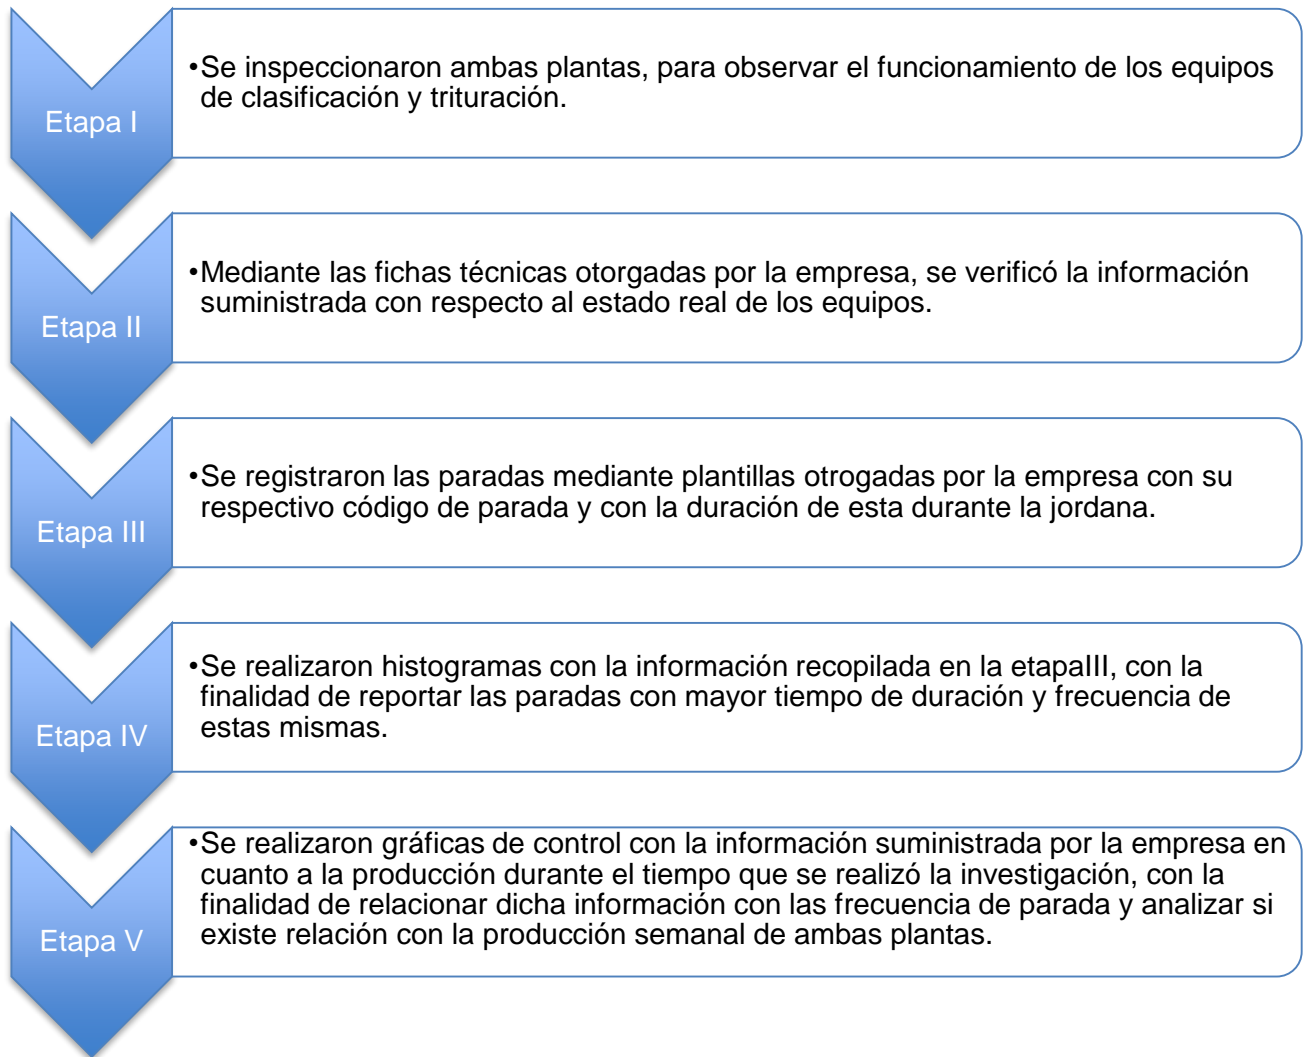 Etapa I
•Se inspeccionaron ambas plantas, para observar el funcionamiento de los equipos
de clasificación y trituración.
Etapa II
•Mediante las fichas técnicas otorgadas por la empresa, se verificó la información
suministrada con respecto al estado real de los equipos.
Etapa III
•Se registraron las paradas mediante plantillas otrogadas por la empresa con su
respectivo código de parada y con la duración de esta durante la jordana.
Etapa IV
•Se realizaron histogramas con la información recopilada en la etapaIII, con la
finalidad de reportar las paradas con mayor tiempo de duración y frecuencia de
estas mismas.
Etapa V
•Se realizaron gráficas de control con la información suministrada por la empresa en
cuanto a la producción durante el tiempo que se realizó la investigación, con la
finalidad de relacionar dicha información con las frecuencia de parada y analizar si
existe relación con la producción semanal de ambas plantas.